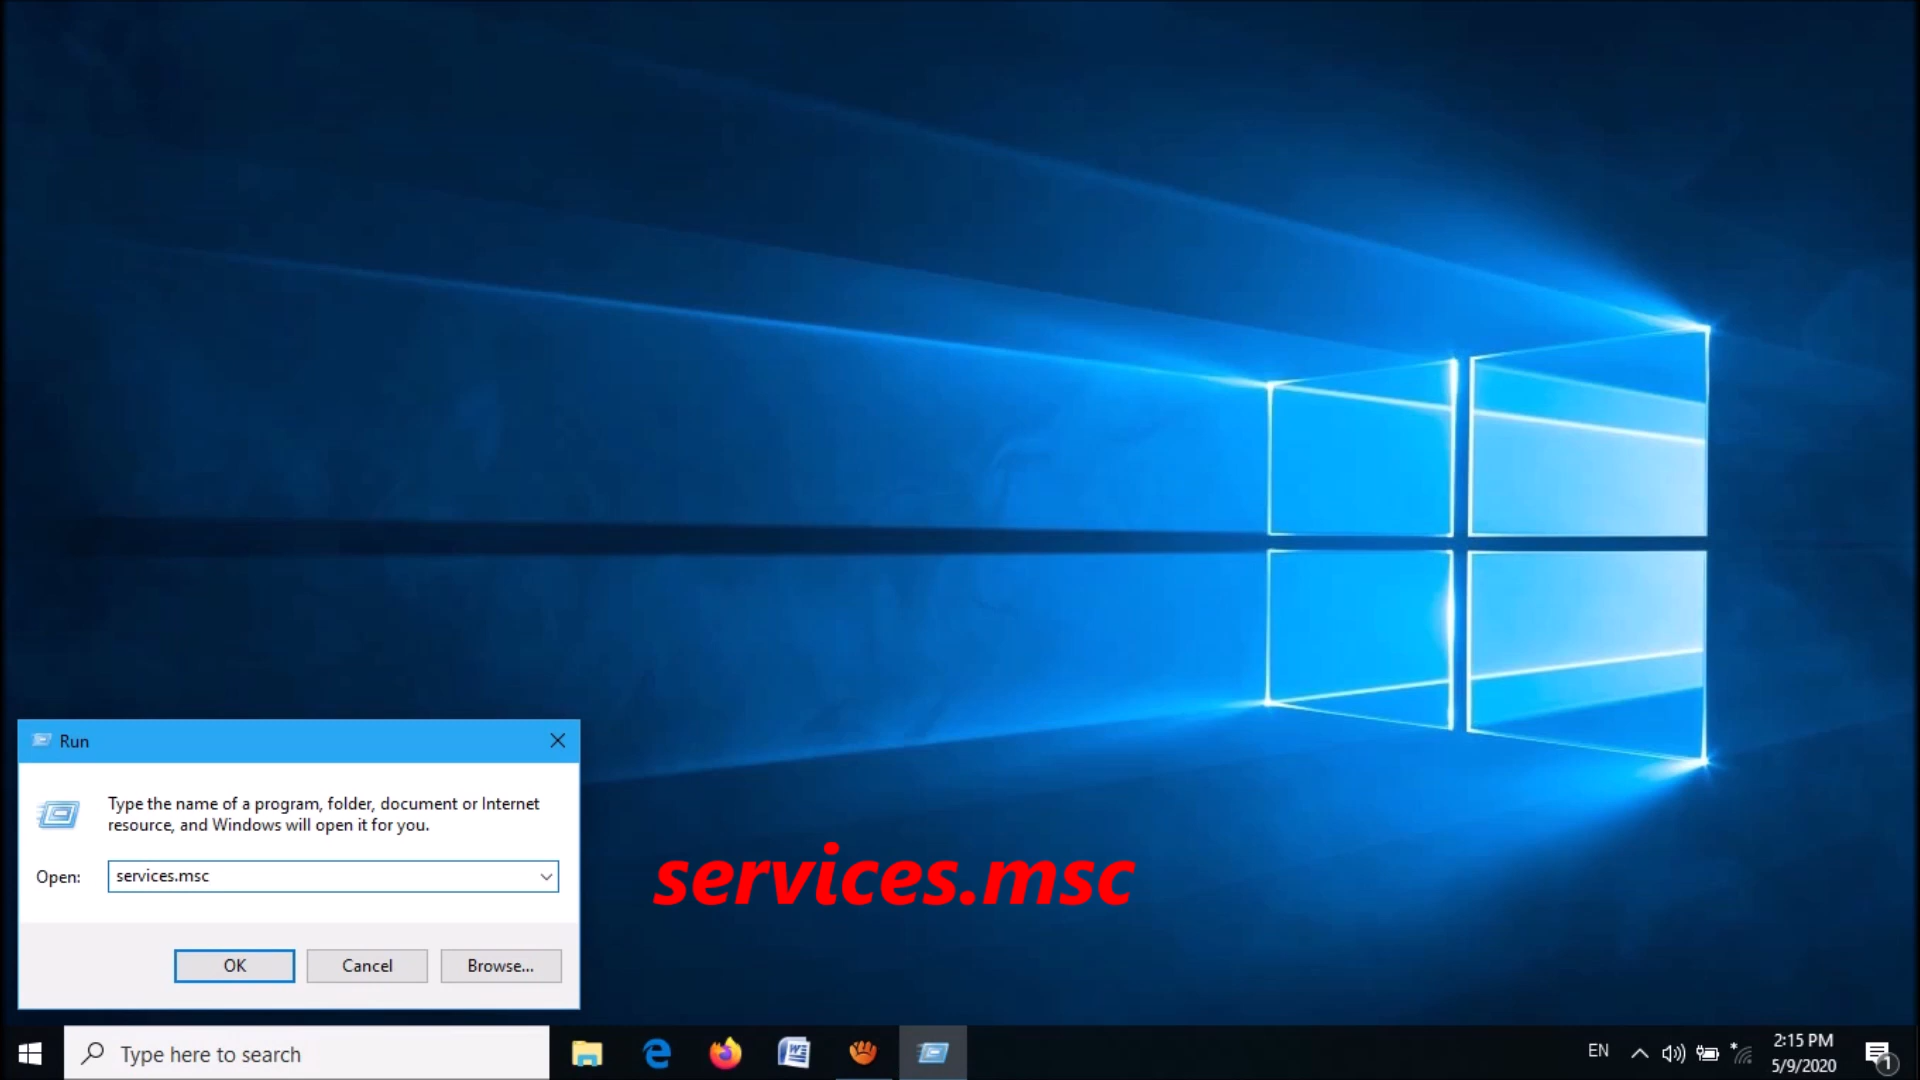 Run
Type the name of a program, folder, document or Internet
resource, and Windows will open it for you.
Open: services.msc
OK Cancel Browse...
services.msc
Type here to search
EN
2:15 PM
5/9/2020
1